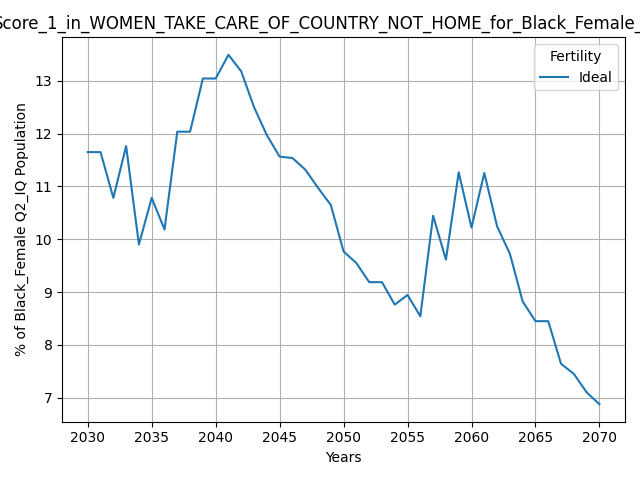 Score_1_in_WOMEN_TAKE_CARE_OF_COUNTRY_NOT_HOME_for_Black_Female_
Fertility
Ideal
% of Black_Female Q2_IQ Population
13
12
11
10
9
8
7
2030 2035 2040 2045 2050 2055 2060 2065 2070
Years